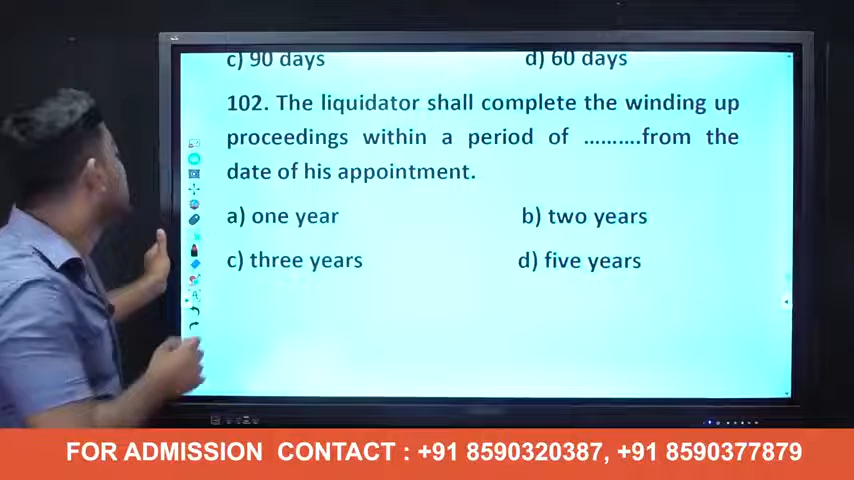 c) 90 days d) 60 days
102. The liquidator shall complete the winding up
proceedings within a period of ..........from the
date of his appointment.
a) one year b) two years
c) three years d) five years
FOR ADMISSION CONTACT : +91 8590320387, +91 8590377879